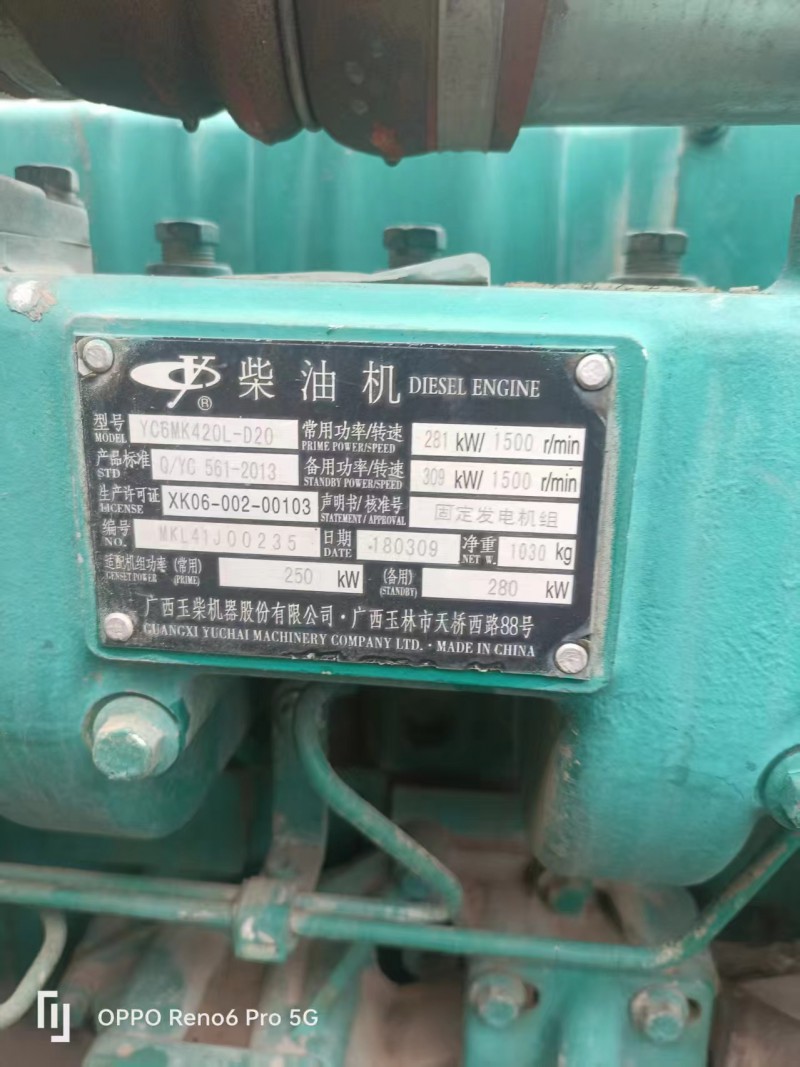 YC ® 柴油机 DIESEL ENGINE
型号 MODEL YC6MK420L-D20 常用功率/转速 PRIME POWER/SPEED 281 kW/ 1500 r/min
产品标准 STD Q/YC 561-2013 备用功率/转速 STANDBY POWER/SPEED 309 kW/ 1500 r/min
生产许可证 LICENSE XK06-002-00103 声明书/核准号 STATEMENT / APPROVAL 固定发电机组
编号 NO. MKL41J00235 日期 DATE 180309 净重 NET W. 1030 kg
适配机组功率 GENSET POWER (常用) (PRIME) 250 kW (备用) (STANDBY) 280 kW
广西玉柴机器股份有限公司·广西玉林市天桥西路88号
GUANGXI YUCHAI MACHINERY COMPANY LTD. · MADE IN CHINA
OPPO Reno6 Pro 5G